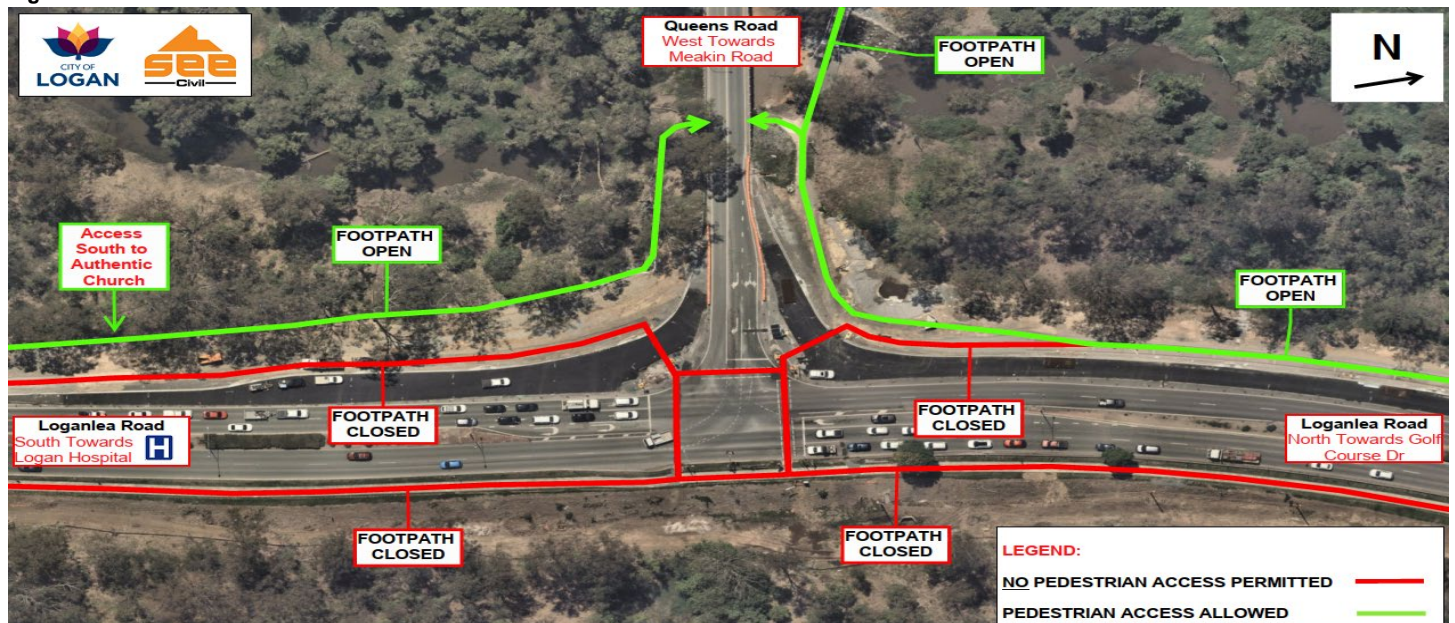 CITY OF
LOGAN
see
Civil
Queens Road
West Towards
Meakin Road
FOOTPATH
OPEN
N
Access
South to
Authentic
Church
FOOTPATH
OPEN
FOOTPATH
OPEN
FOOTPATH
CLOSED
FOOTPATH
CLOSED
Loganlea Road
South Towards
Logan Hospital
H
Loganlea Road
North Towards Golf
Course Dr
FOOTPATH
CLOSED
FOOTPATH
CLOSED
LEGEND:
NO PEDESTRIAN ACCESS PERMITTED
PEDESTRIAN ACCESS ALLOWED